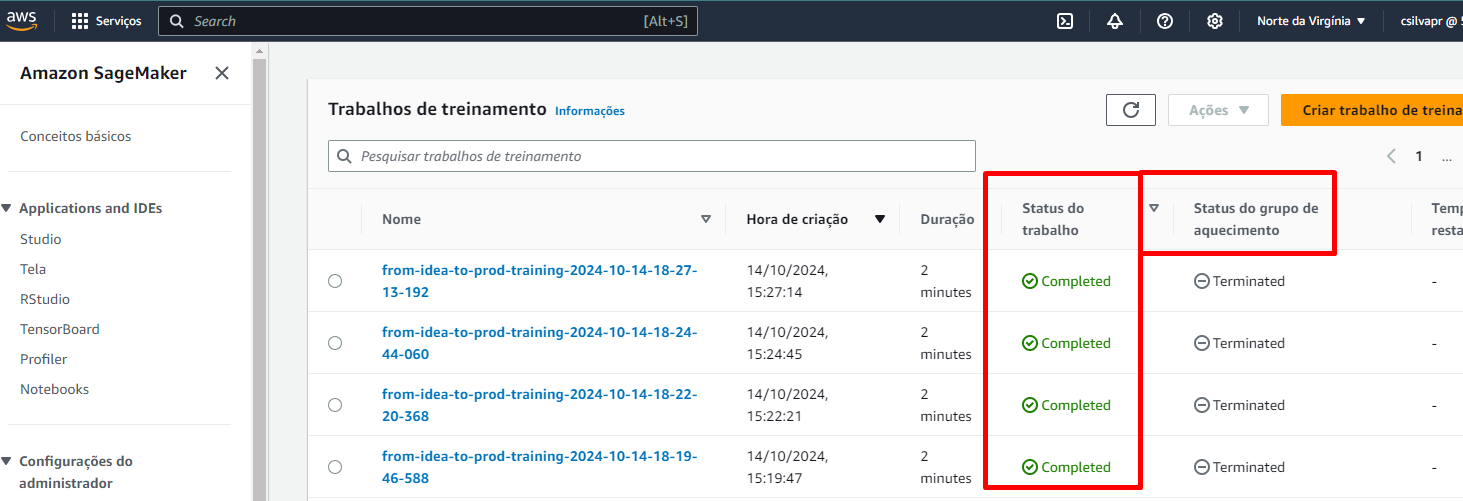 aws
Serviços
Search
[Alt+S]
Norte da Virgínia
csilvapr @
Amazon SageMaker
Conceitos básicos
Applications and IDEs
Studio
Tela
RStudio
TensorBoard
Profiler
Notebooks
Configurações do
administrador
Trabalhos de treinamento Informações
Ações
Criar trabalho de treina
Pesquisar trabalhos de treinamento
1 ...
Nome
Hora de criação
Duração
Status do
trabalho
Status do grupo de
aquecimento
Temp
resta
from-idea-to-prod-training-2024-10-14-18-27-
13-192
14/10/2024,
15:27:14
2
minutes
Completed
Terminated
-
from-idea-to-prod-training-2024-10-14-18-24-
44-060
14/10/2024,
15:24:45
2
minutes
Completed
Terminated
-
from-idea-to-prod-training-2024-10-14-18-22-
20-368
14/10/2024,
15:22:21
2
minutes
Completed
Terminated
-
from-idea-to-prod-training-2024-10-14-18-19-
46-588
14/10/2024,
15:19:47
2
minutes
Completed
Terminated
-